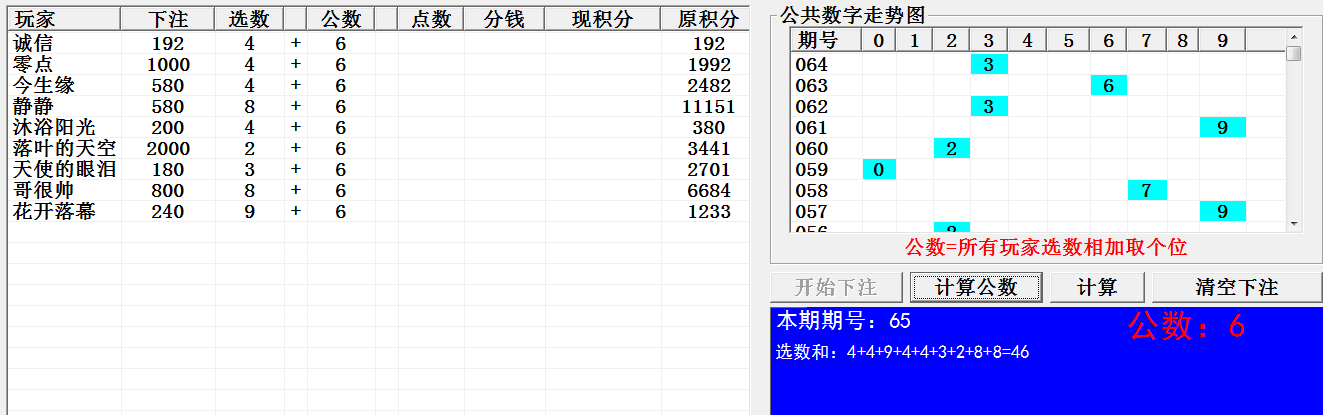 玩家 下注 选数 公数 点数 分钱 现积分 原积分
诚信 192 4 + 6 192
零点 1000 4 + 6 1992
今生缘 580 4 + 6 2482
静静 580 8 + 6 11151
沐浴阳光 200 4 + 6 380
落叶的天空 2000 2 + 6 3441
天使的眼泪 180 3 + 6 2701
哥很帅 800 8 + 6 6684
花开落幕 240 9 + 6 1233
公共数字走势图
期号 0 1 2 3 4 5 6 7 8 9
064 3
063 6
062 3
061 9
060 2
059 0
058 7
057 9
056 2
公数=所有玩家选数相加取个位
开始下注 计算公数 计算 清空下注
本期期号：65 公数：6
选数和：4+4+9+4+4+3+2+8+8=46